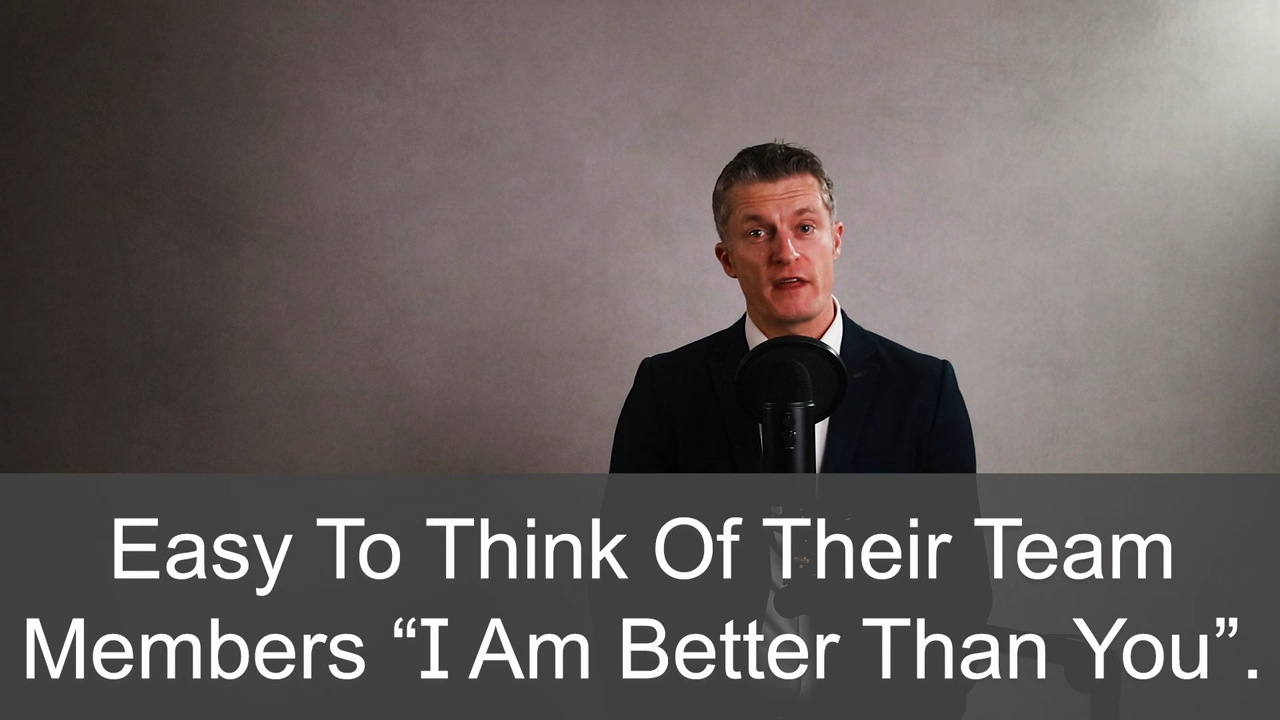 Easy To Think Of Their Team
Members “I Am Better Than You”.